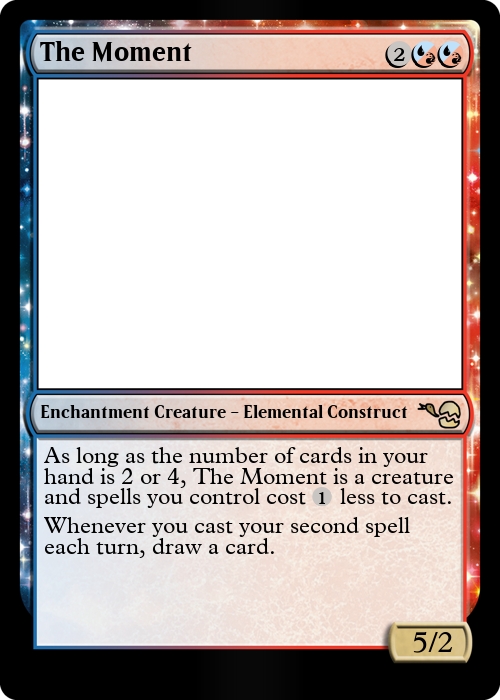 The Moment 2
Enchantment Creature – Elemental Construct
As long as the number of cards in your
hand is 2 or 4, The Moment is a creature
and spells you control cost 1 less to cast.
Whenever you cast your second spell
each turn, draw a card.
5/2